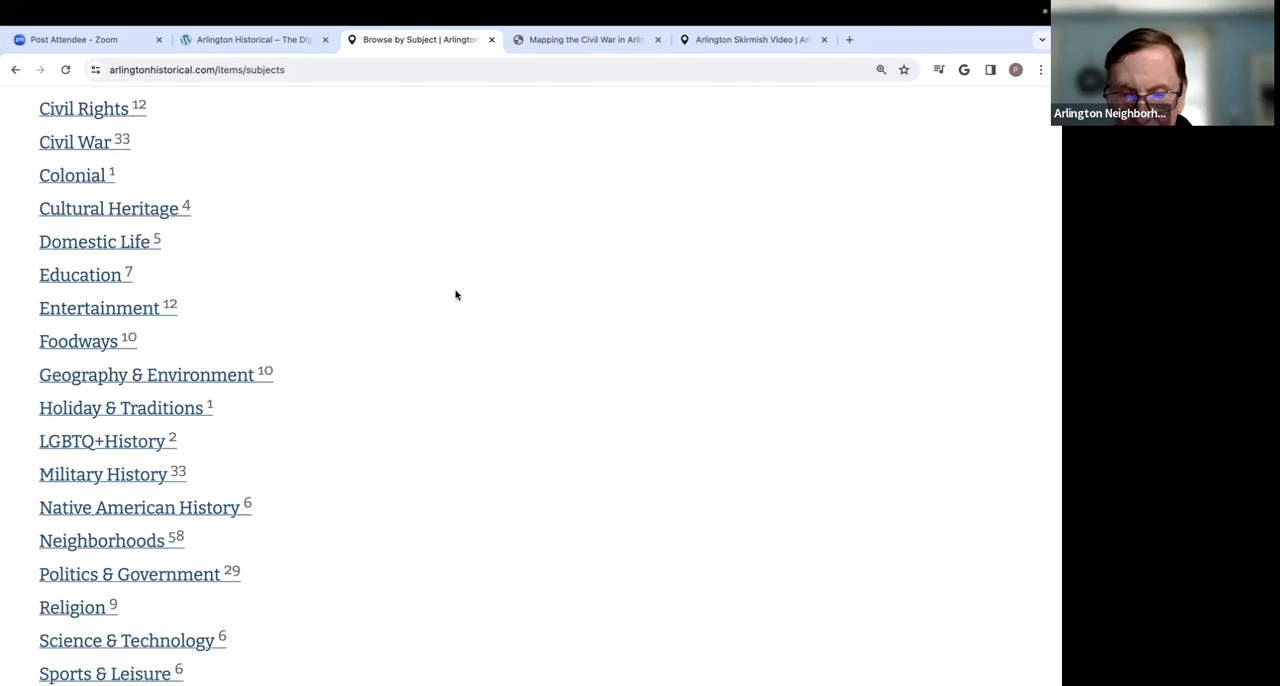 Post Attendee - Zoom
Arlington Historical – The Dig
Browse by Subject | Arlington
Mapping the Civil War in Arlin
Arlington Skirmish Video | Arl
arlingtonhistorical.com/items/subjects
Arlington Neighborh...
Civil Rights 12
Civil War 33
Colonial 1
Cultural Heritage 4
Domestic Life 5
Education 7
Entertainment 12
Foodways 10
Geography & Environment 10
Holiday & Traditions 1
LGBTQ+History 2
Military History 33
Native American History 6
Neighborhoods 58
Politics & Government 29
Religion 9
Science & Technology 6
Sports & Leisure 6